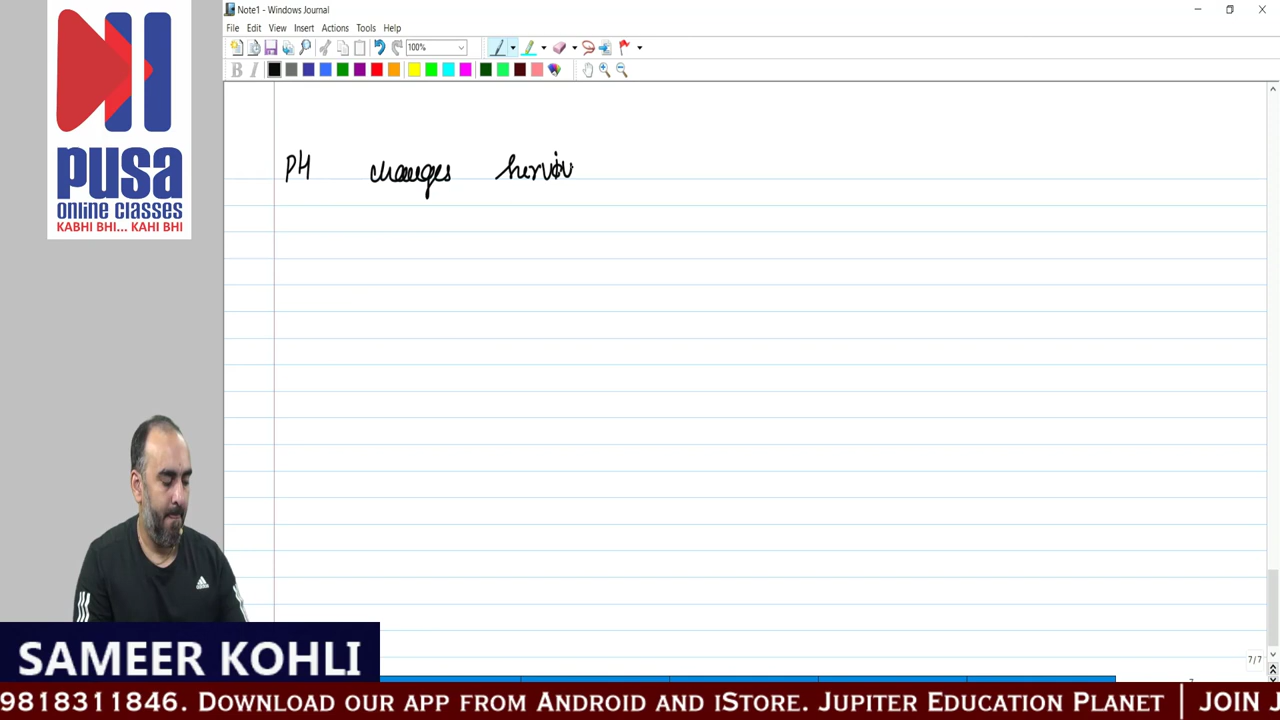 Note1 - Windows Journal
File Edit View Insert Actions Tools Help
100%
B I
PH changes
pusa
ONLINE CLASSES
KABHI BHI... KAHI BHI
7/7
SAMEER KOHLI
9818311846. DOWNLOAD OUR APP FROM ANDROID AND ISTORE. JUPITER EDUCATION PLANET | JOIN J